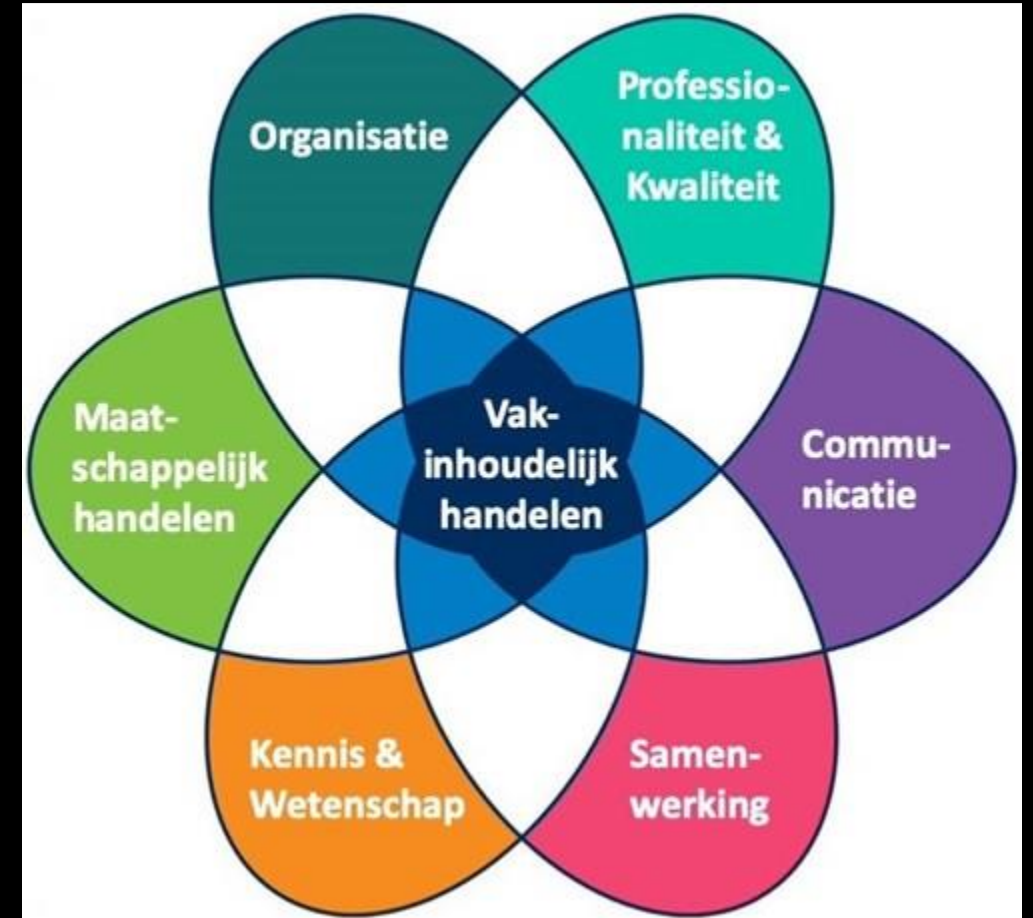 Organisatie
Professio-
naliteit &
Kwaliteit
Maat-
schappelijk
handelen
Vak-
inhoudelijk
handelen
Commu-
nicatie
Kennis &
Wetenschap
Samen-
werking